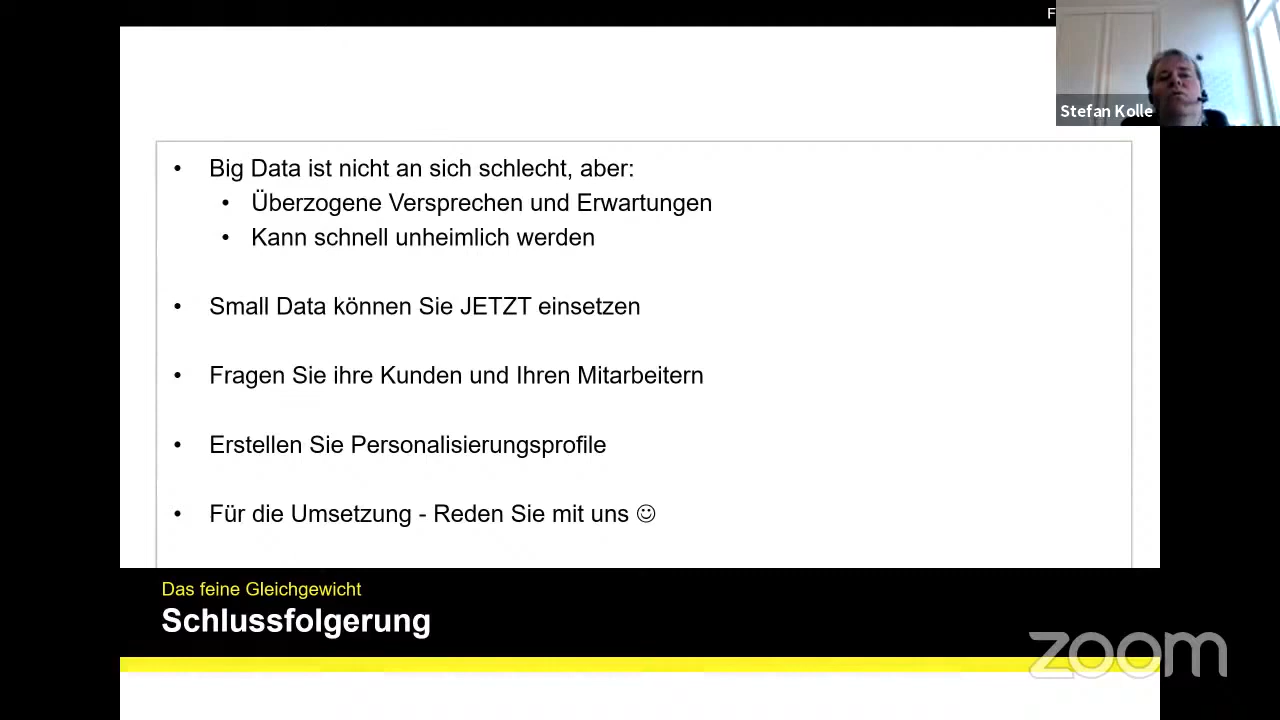 F
Stefan Kolle
• Big Data ist nicht an sich schlecht, aber:
• Überzogene Versprechen und Erwartungen
• Kann schnell unheimlich werden
• Small Data können Sie JETZT einsetzen
• Fragen Sie ihre Kunden und Ihren Mitarbeitern
• Erstellen Sie Personalisierungsprofile
• Für die Umsetzung - Reden Sie mit uns ☺
Das feine Gleichgewicht
Schlussfolgerung
zoom